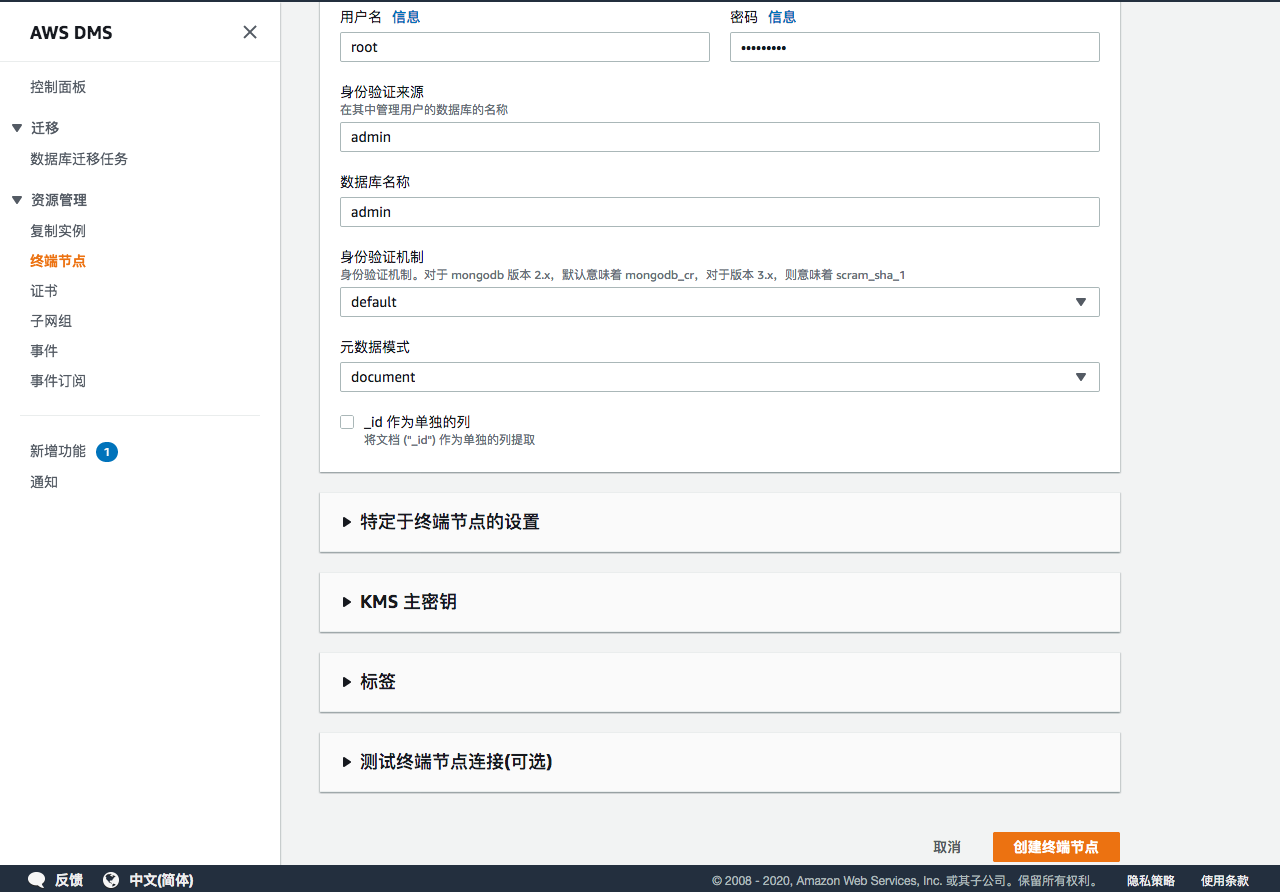 AWS DMS
控制面板
迁移
数据库迁移任务
资源管理
复制实例
终端节点
证书
子网组
事件
事件订阅
新增功能 1
通知
用户名 信息
root
密码 信息
•••••••••
身份验证来源
在其中管理用户的数据库的名称
admin
数据库名称
admin
身份验证机制
身份验证机制。对于 mongodb 版本 2.x，默认意味着 mongodb_cr，对于版本 3.x，则意味着 scram_sha_1
default
元数据模式
document
_id 作为单独的列
将文档 ("_id") 作为单独的列提取
特定于终端节点的设置
KMS 主密钥
标签
测试终端节点连接(可选)
取消 创建终端节点
反馈 中文(简体) © 2008 - 2020, Amazon Web Services, Inc. 或其子公司。保留所有权利。 隐私策略 使用条款